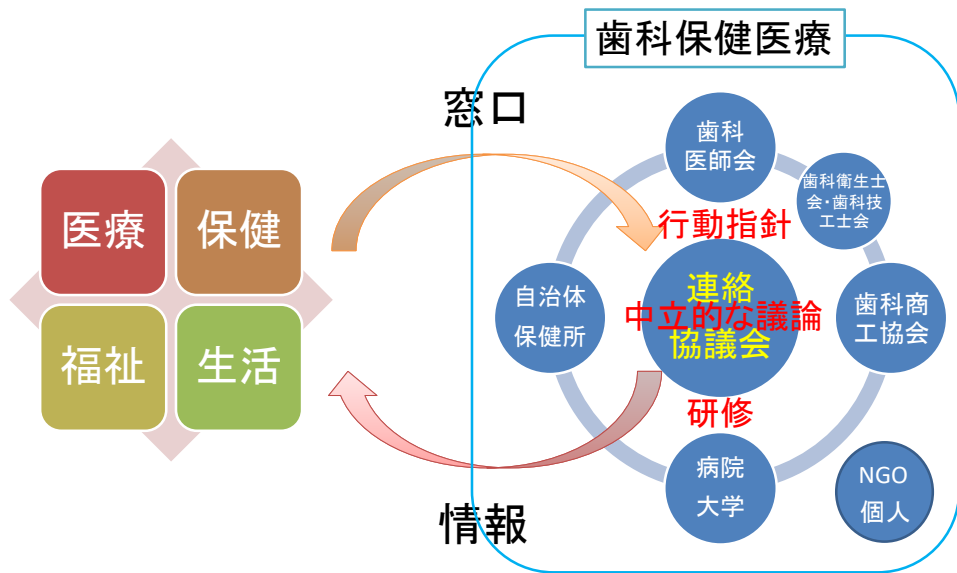 歯科保健医療
窓口
医療
保健
福祉
生活
歯科
医師会
歯科衛生士
会・歯科技
工士会
行動指針
自治体
保健所
連絡
中立的な議論
協議会
歯科商
工協会
研修
病院
大学
NGO
個人
情報